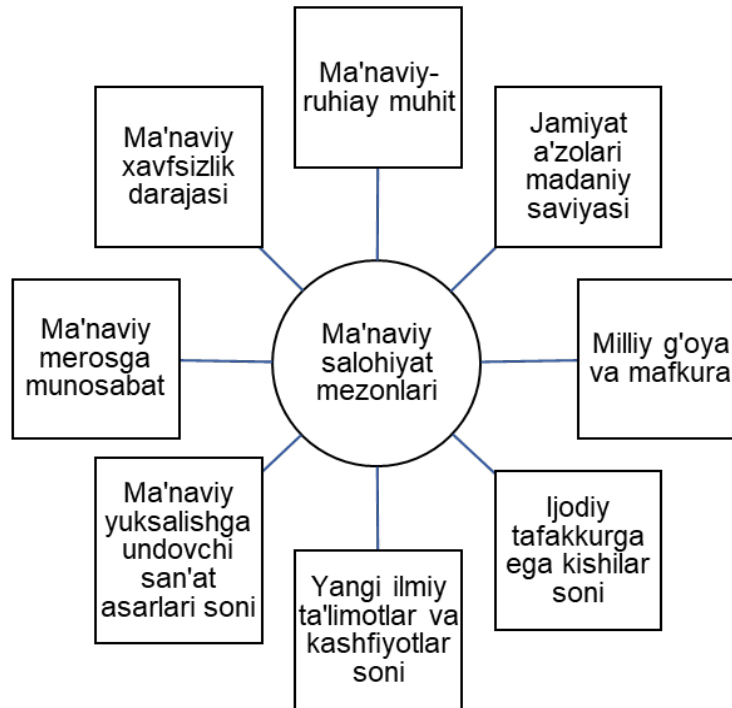 Ma'naviy-
ruhiay muhit
Jamiyat
a'zolari
madaniy
saviyasi
Milliy g'oya
va mafkura
Ijodiy
tafakkurga
ega kishilar
soni
Yangi ilmiy
ta'limotlar va
kashfiyotlar
soni
Ma'naviy
yuksalishga
undovchi
san'at
asarlari soni
Ma'naviy
merosga
munosabat
Ma'naviy
xavfsizlik
darajasi
Ma'naviy
salohiyat
mezonlari